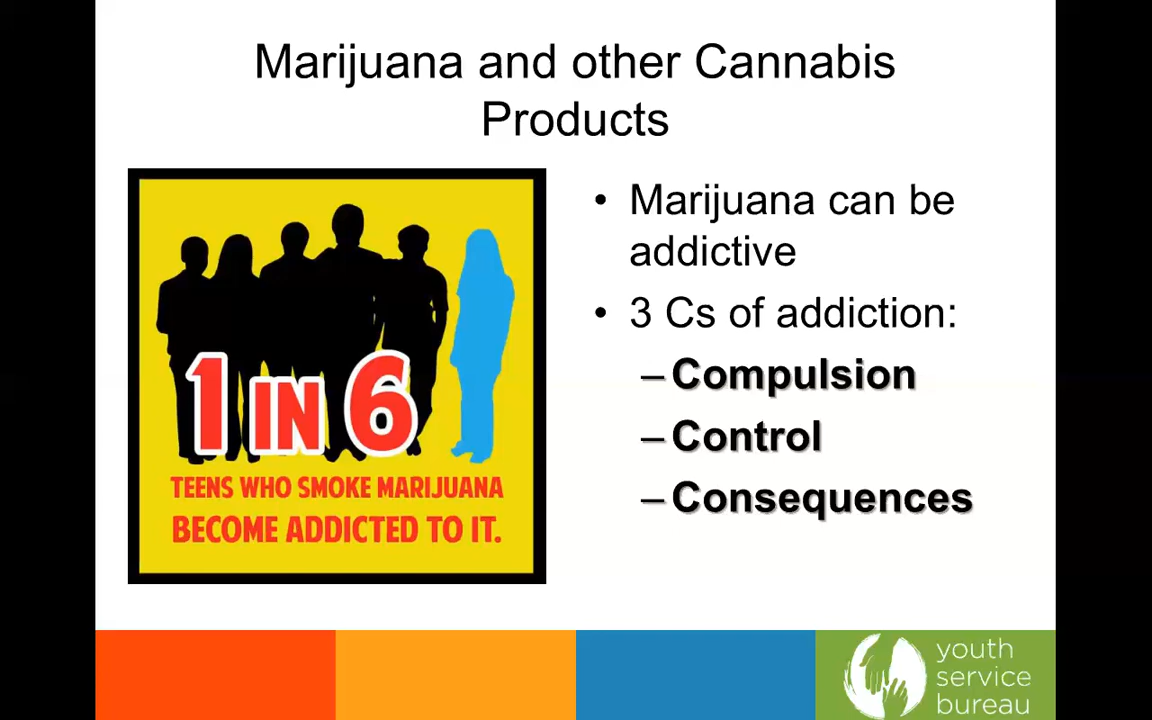 Marijuana and other Cannabis
Products
1 IN 6
TEENS WHO SMOKE MARIJUANA
BECOME ADDICTED TO IT.
• Marijuana can be
addictive
• 3 Cs of addiction:
–Compulsion
–Control
–Consequences
youth
service
bureau